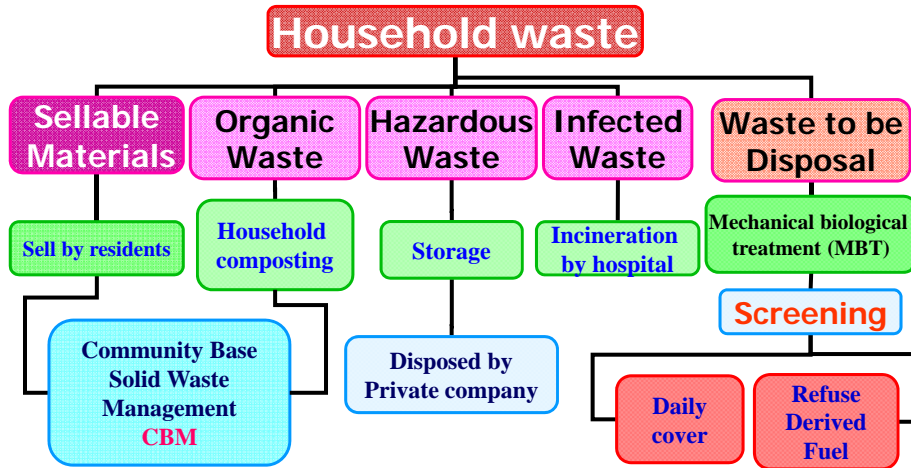 Household waste
Sellable
Materials
Organic
Waste
Hazardous
Waste
Infected
Waste
Waste to be
Disposal
Sell by residents
Household
composting
Storage
Incineration
by hospital
Mechanical biological
treatment (MBT)
Screening
Community Base
Solid Waste
Management
CBM
Disposed by
Private company
Daily
cover
Refuse
Derived
Fuel